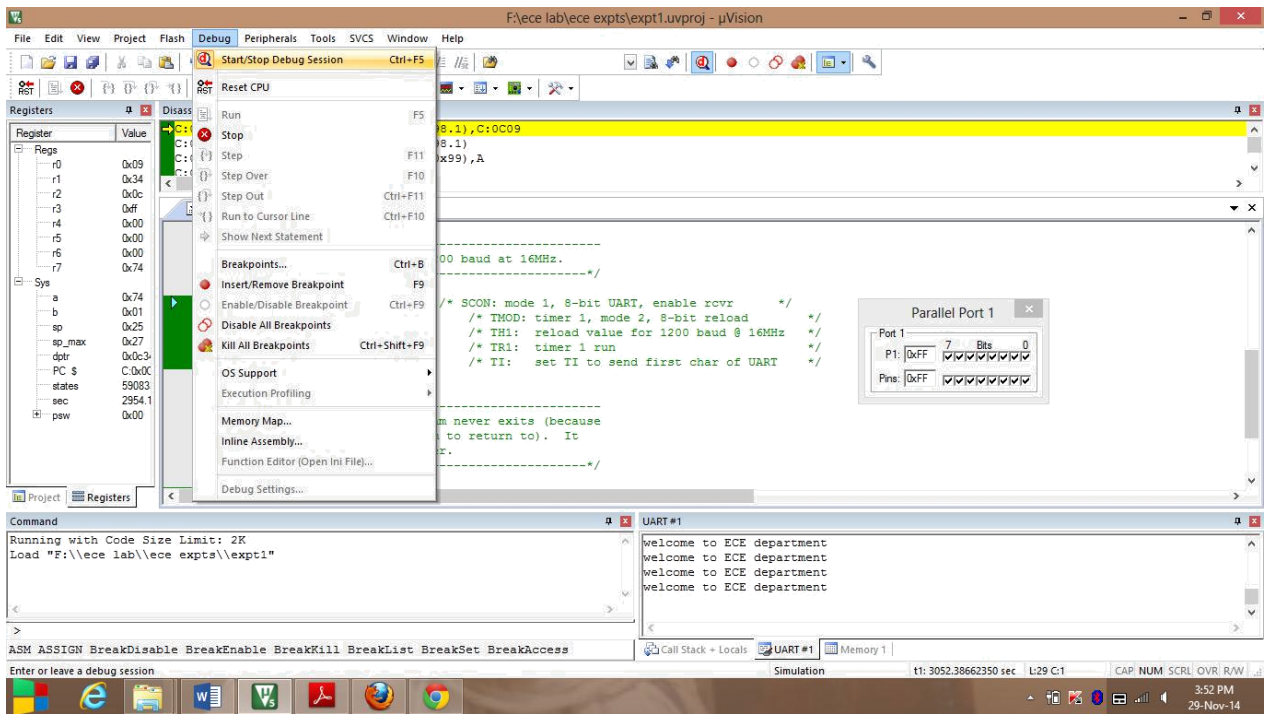 F:\ece lab\ece expts\expt1.uvproj - µVision
File Edit View Project Flash Debug Peripherals Tools SVCS Window Help
Start/Stop Debug Session Ctrl+F5
Reset CPU
Run F5
Stop
Step F11
Step Over F10
Step Out Ctrl+F11
Run to Cursor Line Ctrl+F10
Show Next Statement
Breakpoints... Ctrl+B
Insert/Remove Breakpoint F9
Enable/Disable Breakpoint Ctrl+F9
Disable All Breakpoints
Kill All Breakpoints Ctrl+Shift+F9
OS Support
Execution Profiling
Memory Map...
Inline Assembly...
Function Editor (Open Ini File)...
Debug Settings...
Registers
Register Value
Regs
r0 0x09
r1 0x34
r2 0x0c
r3 0xff
r4 0x00
r5 0x00
r6 0x00
r7 0x74
Sys
a 0x74
b 0x01
sp 0x25
sp_max 0x27
dptr 0x0c3
PC $ C:0x0C
states 59083
sec 2954.1
psw 0x00
Project Registers
Disass
98.1),C:0C09
98.1)
x99),A
00 baud at 16MHz.
---------------------*/
/* SCON: mode 1, 8-bit UART, enable rcvr */
/* TMOD: timer 1, mode 2, 8-bit reload */
/* TH1: reload value for 1200 baud @ 16MHz */
/* TR1: timer 1 run */
/* TI: set TI to send first char of UART */
m never exits (because
to return to). It
r.
---------------------*/
Parallel Port 1
Port 1
7 Bits 0
P1: 0xFF
Pins: 0xFF
Command
Running with Code Size Limit: 2K
Load "F:\\ece lab\\ece expts\\expt1"
>
ASM ASSIGN BreakDisable BreakEnable BreakKill BreakList BreakSet BreakAccess
UART #1
welcome to ECE department
welcome to ECE department
welcome to ECE department
welcome to ECE department
Call Stack + Locals UART #1 Memory 1
Enter or leave a debug session Simulation t1: 3052.38662350 sec L:29 C:1 CAP NUM SCRL OVR R/W
3:52 PM
29-Nov-14